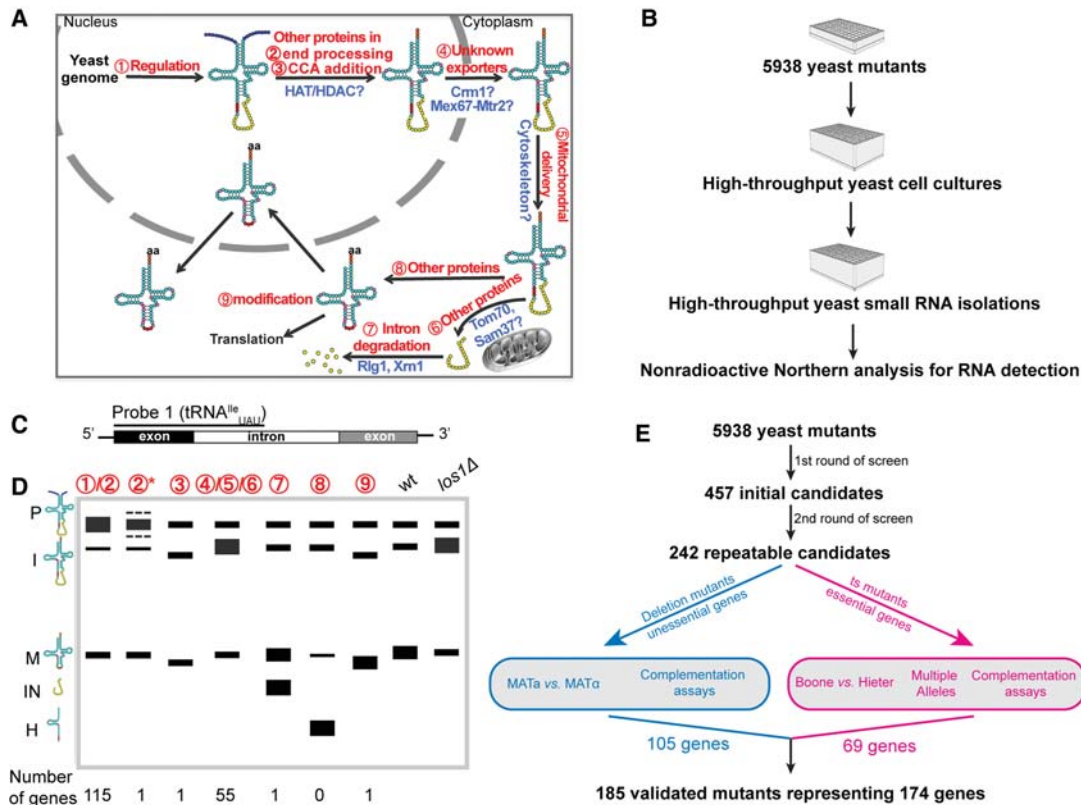 A
Nucleus
Cytoplasm
Yeast
genome
①Regulation
Other proteins in
②end processing
③CCA addition
HAT/HDAC?
④Unknown
exporters
Crm1?
Mex67-Mtr2?
⑤Mitochondrial
delivery
Cytoskeleton?
aa
aa
aa
⑧Other proteins
⑨modification
Translation
⑥Other proteins
Tom70,
Sam37?
⑦ Intron
degradation
Rlg1, Xrn1
B
5938 yeast mutants
High-throughput yeast cell cultures
High-throughput yeast small RNA isolations
Nonradioactive Northern analysis for RNA detection
C
Probe 1 (tRNA^Ile_UAU)
5’ exon intron exon 3’
D
①/② ②* ③ ④/⑤/⑥ ⑦ ⑧ ⑨ wt los1Δ
P
I
M
IN
H
Number
of genes 115 1 1 55 1 0 1
E
5938 yeast mutants
1st round of screen
457 initial candidates
2nd round of screen
242 repeatable candidates
Deletion mutants
unessential genes
ts mutants
essential genes
MATa vs. MATα
Complementation
assays
Boone vs. Hieter
Multiple
Alleles
Complementation
assays
105 genes
69 genes
185 validated mutants representing 174 genes